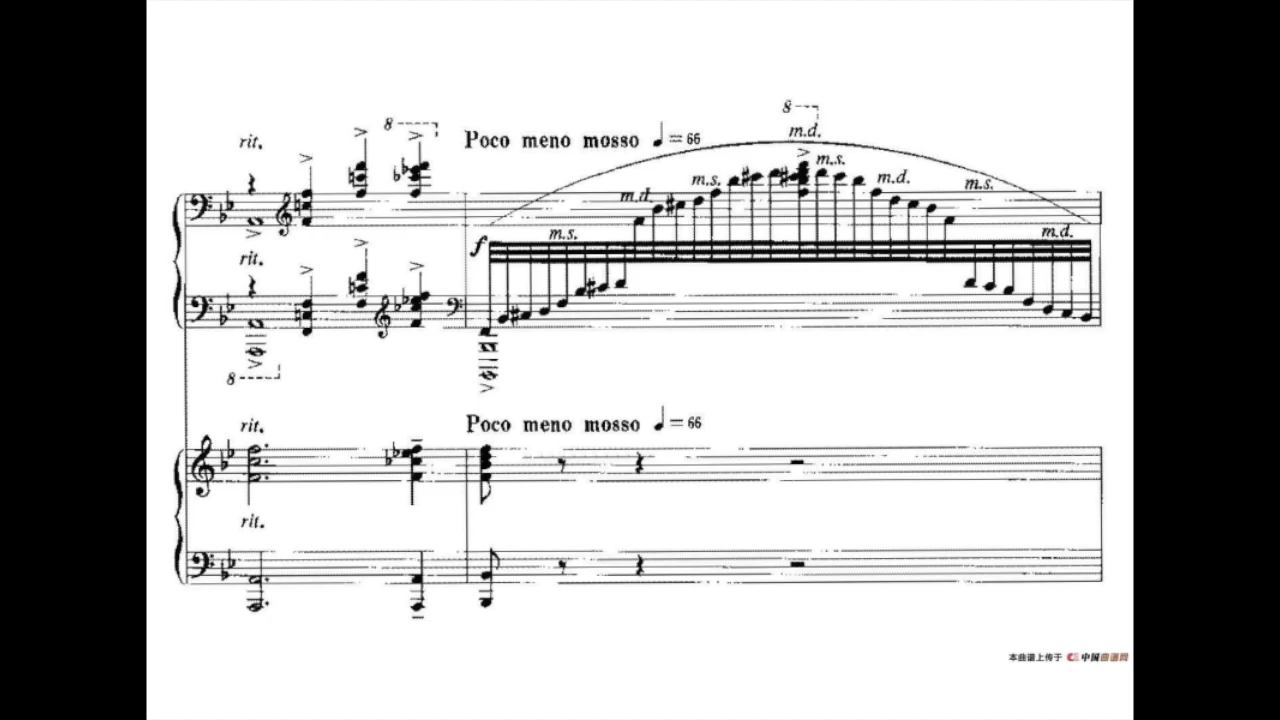 8
m.d.
8
rit.
Poco meno mosso ♩= 66
m.s.
m.d.
m.s.
m.d.
m.s.
rit.
f
m.s.
m.d.
8
rit.
Poco meno mosso ♩= 66
rit.
本曲谱上传于 中国曲谱网